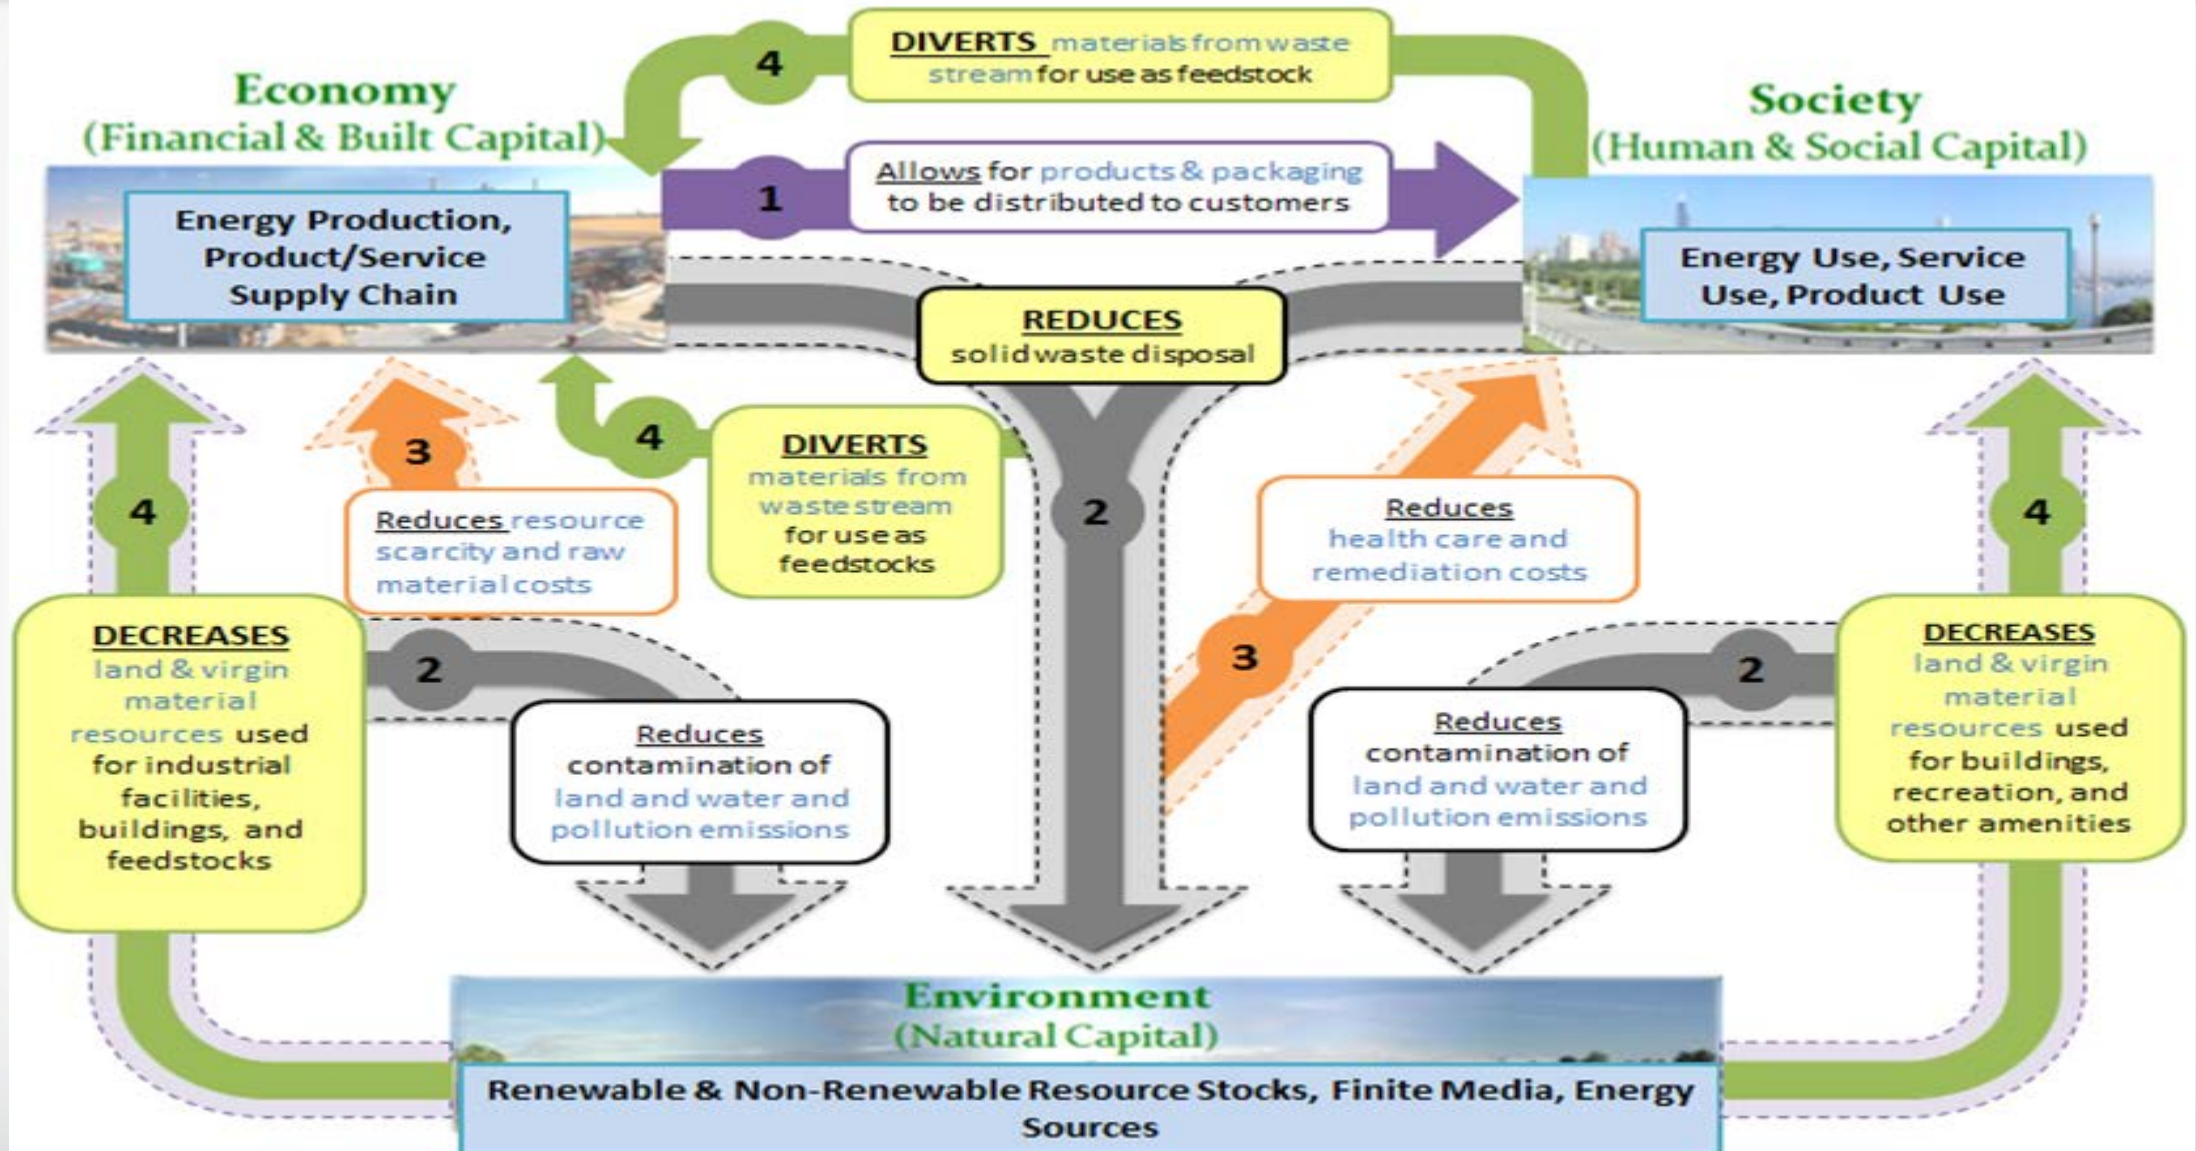 4
DIVERTS materials from waste
stream for use as feedstock
Economy
(Financial & Built Capital)
Society
(Human & Social Capital)
1
Allows for products & packaging
to be distributed to customers
Energy Production,
Product/Service
Supply Chain
Energy Use, Service
Use, Product Use
REDUCES
solid waste disposal
4
3
Reduces resource
scarcity and raw
material costs
4
DIVERTS
materials from
waste stream
for use as
feedstocks
2
Reduces
health care and
remediation costs
3
4
DECREASES
land & virgin
material
resources used
for industrial
facilities,
buildings, and
feedstocks
2
Reduces
contamination of
land and water and
pollution emissions
2
Reduces
contamination of
land and water and
pollution emissions
DECREASES
land & virgin
material
resources used
for buildings,
recreation, and
other amenities
Environment
(Natural Capital)
Renewable & Non-Renewable Resource Stocks, Finite Media, Energy
Sources